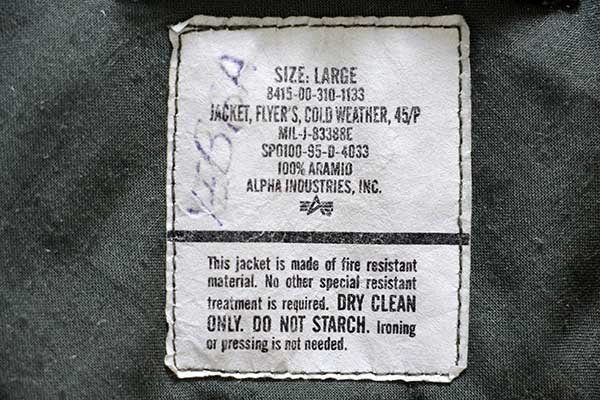 SIZE: LARGE
8415-00-310-1133
JACKET, FLYER'S, COLD WEATHER, 45/P
MIL-J-83388E
SPO100-95-D-4033
100% ARAMID
ALPHA INDUSTRIES, INC.
This jacket is made of fire resistant
material. No other special resistant
treatment is required. DRY CLEAN
ONLY. DO NOT STARCH. Ironing
or pressing is not needed.